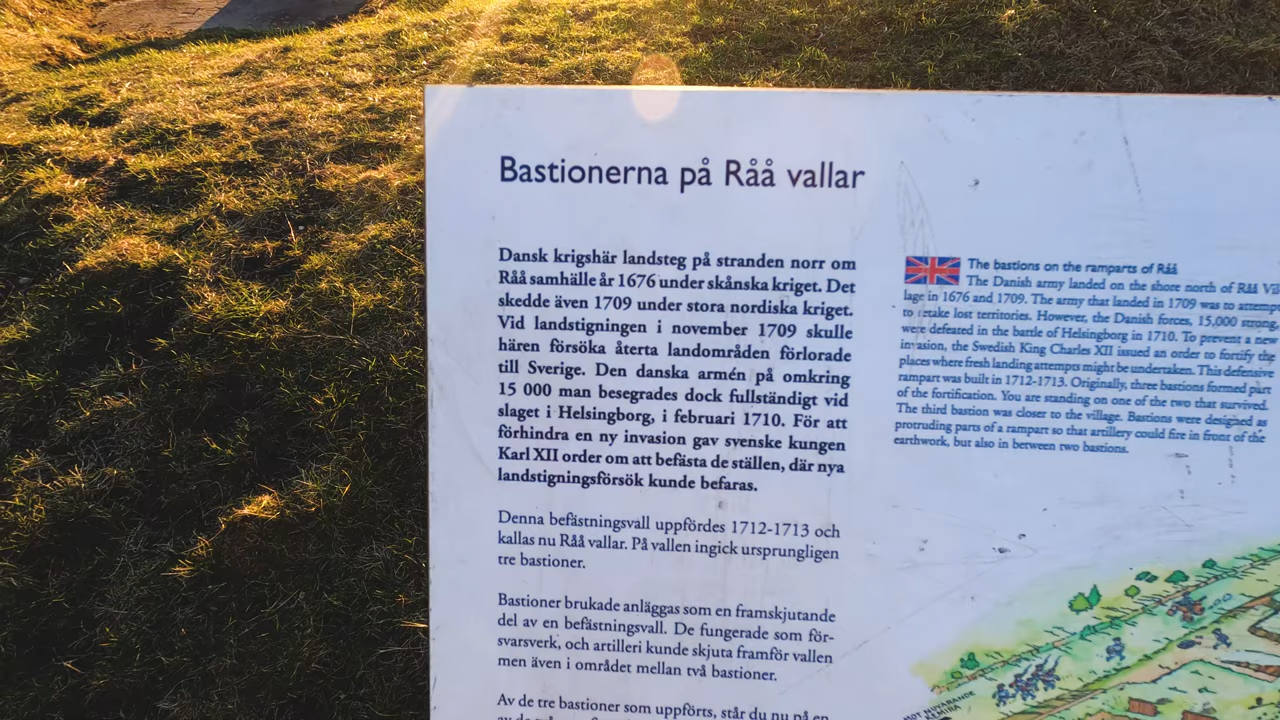 Bastionerna på Råå vallar
Dansk krigshär landsteg på stranden norr om
Råå samhälle år 1676 under skånska kriget. Det
skedde även 1709 under stora nordiska kriget.
Vid landstigningen i november 1709 skulle
hären försöka återta landområden förlorade
till Sverige. Den danska armén på omkring
15 000 man besegrades dock fullständigt vid
slaget i Helsingborg, i februari 1710. För att
förhindra en ny invasion gav svenske kungen
Karl XII order om att befästa de ställen, där nya
landstigningsförsök kunde befaras.
Denna befästningsvall uppfördes 1712-1713 och
kallas nu Råå vallar. På vallen ingick ursprungligen
tre bastioner.
Bastioner brukade anläggas som en framskjutande
del av en befästningsvall. De fungerade som för-
svarsverk, och artilleri kunde skjuta framför vallen
men även i området mellan två bastioner.
Av de tre bastioner som uppförts, står du nu på en
The bastions on the ramparts of Råå
The Danish army landed on the shore north of Råå Vil-
lage in 1676 and 1709. The army that landed in 1709 was to attempt
to retake lost territories. However, the Danish forces, 15,000 strong,
were defeated in the battle of Helsingborg in 1710. To prevent a new
invasion, the Swedish King Charles XII issued an order to fortify the
places where fresh landing attempts might be undertaken. This defensive
rampart was built in 1712-1713. Originally, three bastions formed part
of the fortification. You are standing on one of the two that survived.
The third bastion was closer to the village. Bastions were designed as
protruding parts of a rampart so that artillery could fire in front of the
earthwork, but also in between two bastions.
MOT NUVARANDE
KEMIRA